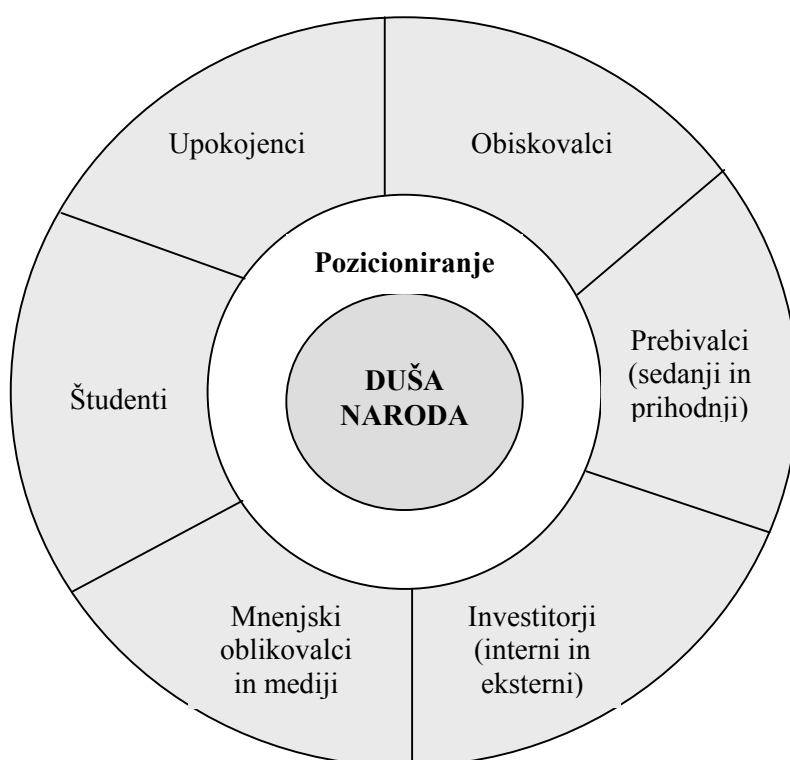 Upokojenci
Obiskovalci
Pozicioniranje
Prebivalci
(sedanji in
prihodnji)
DUŠA
NARODA
Študenti
Mnenjski
oblikovalci
in mediji
Investitorji
(interni in
eksterni)